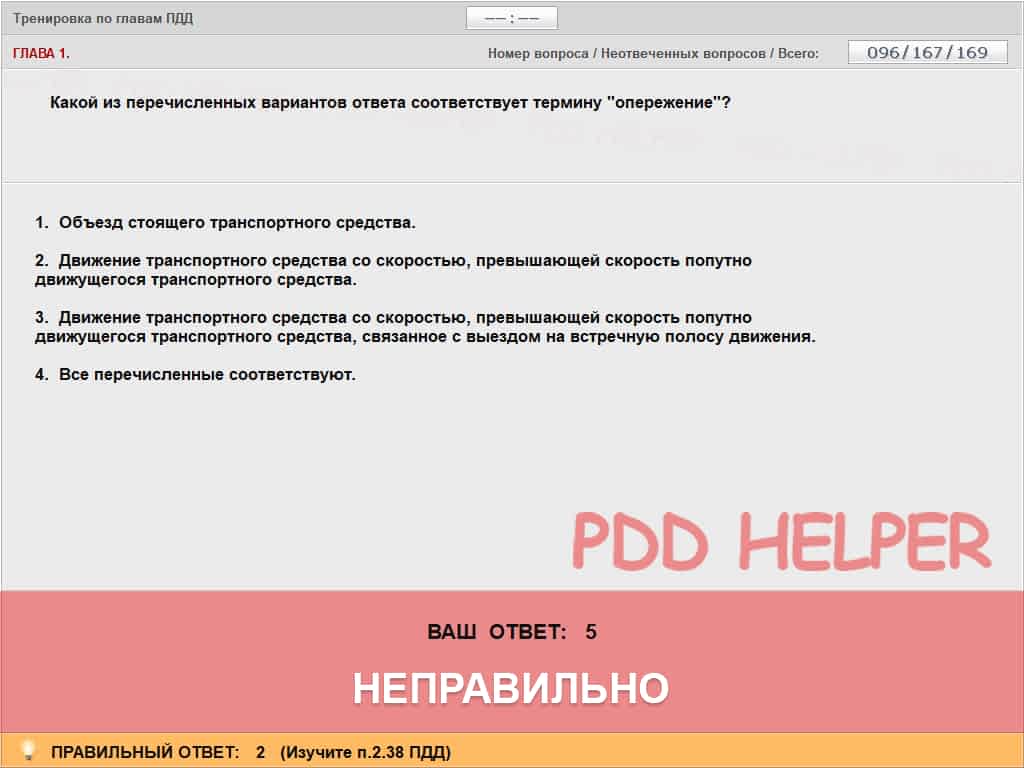 Тренировка по главам ПДД
—— : ——
ГЛАВА 1.
Номер вопроса / Неотвеченных вопросов / Всего:
096/167/169
Какой из перечисленных вариантов ответа соответствует термину "опережение"?
1. Объезд стоящего транспортного средства.
2. Движение транспортного средства со скоростью, превышающей скорость попутно
движущегося транспортного средства.
3. Движение транспортного средства со скоростью, превышающей скорость попутно
движущегося транспортного средства, связанное с выездом на встречную полосу движения.
4. Все перечисленные соответствуют.
PDD HELPER
ВАШ ОТВЕТ: 5
НЕПРАВИЛЬНО
ПРАВИЛЬНЫЙ ОТВЕТ: 2 (Изучите п.2.38 ПДД)